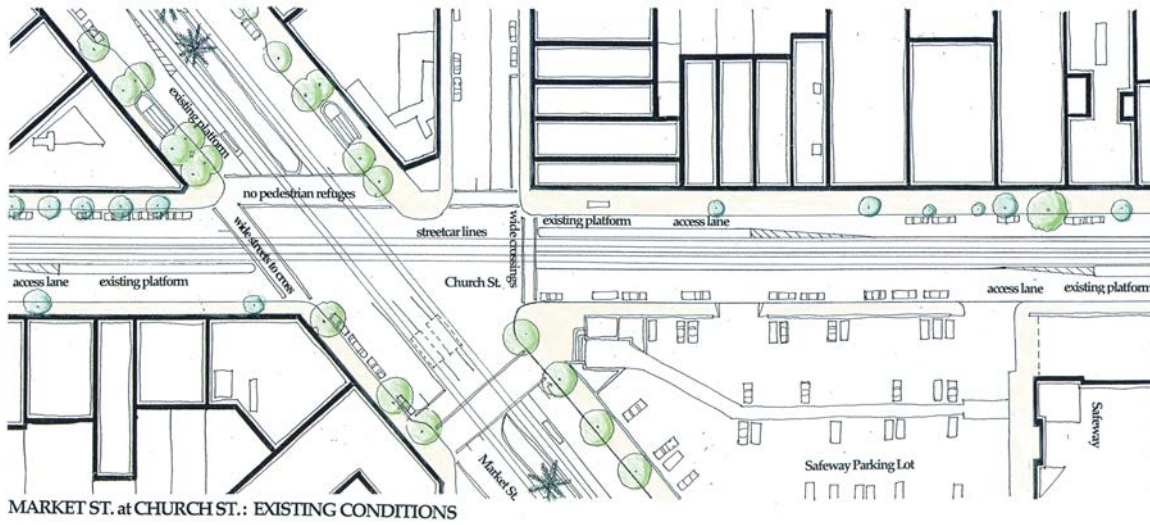 existing platform
no pedestrian refuges
wide streets to cross
streetcar lines
wide crossings
existing platform
access lane
access lane
existing platform
Church St.
access lane
existing platform
Market St.
Safeway Parking Lot
Safeway
MARKET ST. at CHURCH ST.: EXISTING CONDITIONS